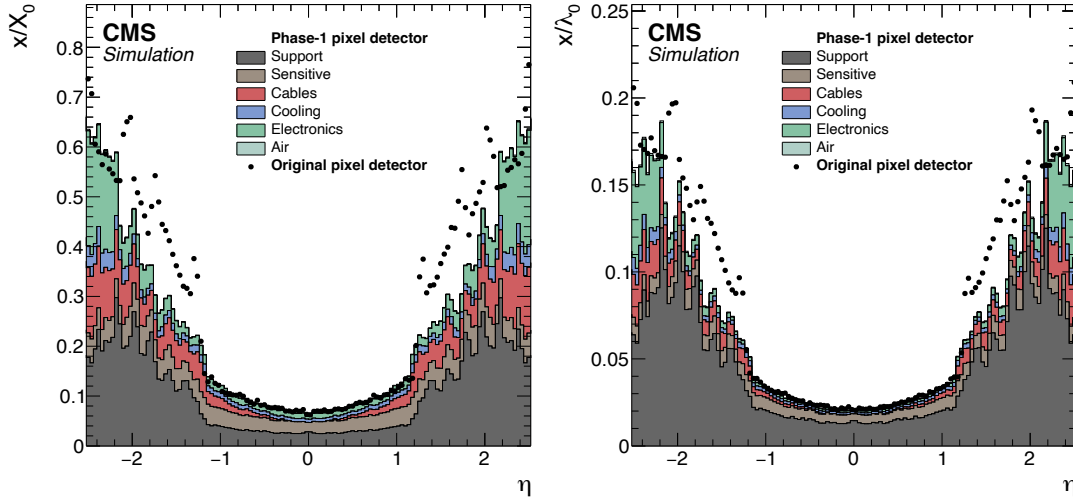 x/X₀
CMS
Simulation
Phase-1 pixel detector
Support
Sensitive
Cables
Cooling
Electronics
Air
Original pixel detector
0.8
0.7
0.6
0.5
0.4
0.3
0.2
0.1
0
−2
−1
0
1
2
η
x/λ₀
CMS
Simulation
Phase-1 pixel detector
Support
Sensitive
Cables
Cooling
Electronics
Air
Original pixel detector
0.25
0.2
0.15
0.1
0.05
0
−2
−1
0
1
2
η